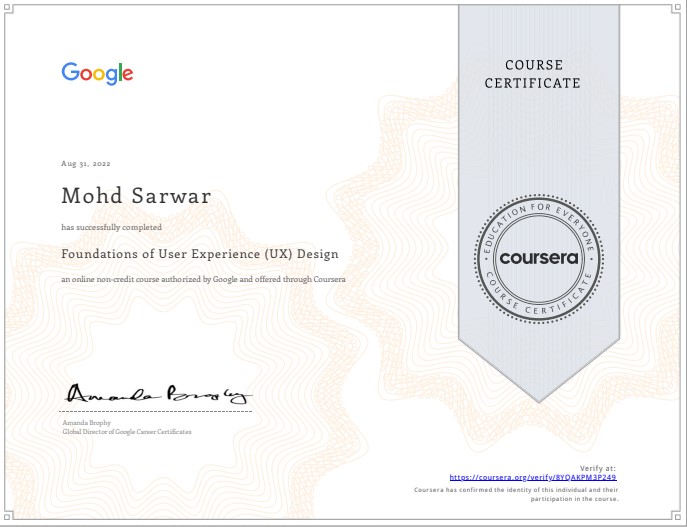 Google
COURSE
CERTIFICATE
Aug 31, 2022
Mohd Sarwar
has successfully completed
Foundations of User Experience (UX) Design
an online non-credit course authorized by Google and offered through Coursera
EDUCATION FOR EVERYONE
coursera
COURSE CERTIFICATE
Amanda Brophy
Amanda Brophy
Global Director of Google Career Certificates
Verify at:
https://coursera.org/verify/8YQAKPM3P249
Coursera has confirmed the identity of this individual and their
participation in the course.